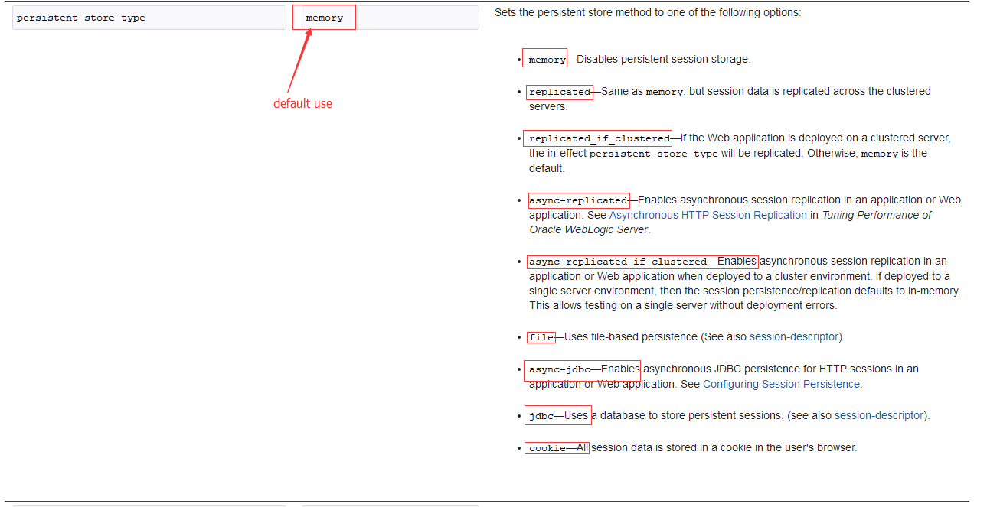 persistent-store-type
memory
Sets the persistent store method to one of the following options:
default use
• memory—Disables persistent session storage.
• replicated—Same as memory, but session data is replicated across the clustered
servers.
• replicated_if_clustered—If the Web application is deployed on a clustered server,
the in-effect persistent-store-type will be replicated. Otherwise, memory is the
default.
• async-replicated—Enables asynchronous session replication in an application or Web
application. See Asynchronous HTTP Session Replication in Tuning Performance of
Oracle WebLogic Server.
• async-replicated-if-clustered—Enables asynchronous session replication in an
application or Web application when deployed to a cluster environment. If deployed to a
single server environment, then the session persistence/replication defaults to in-memory.
This allows testing on a single server without deployment errors.
• file—Uses file-based persistence (See also session-descriptor).
• async-jdbc—Enables asynchronous JDBC persistence for HTTP sessions in an
application or Web application. See Configuring Session Persistence.
• jdbc—Uses a database to store persistent sessions. (see also session-descriptor).
• cookie—All session data is stored in a cookie in the user's browser.